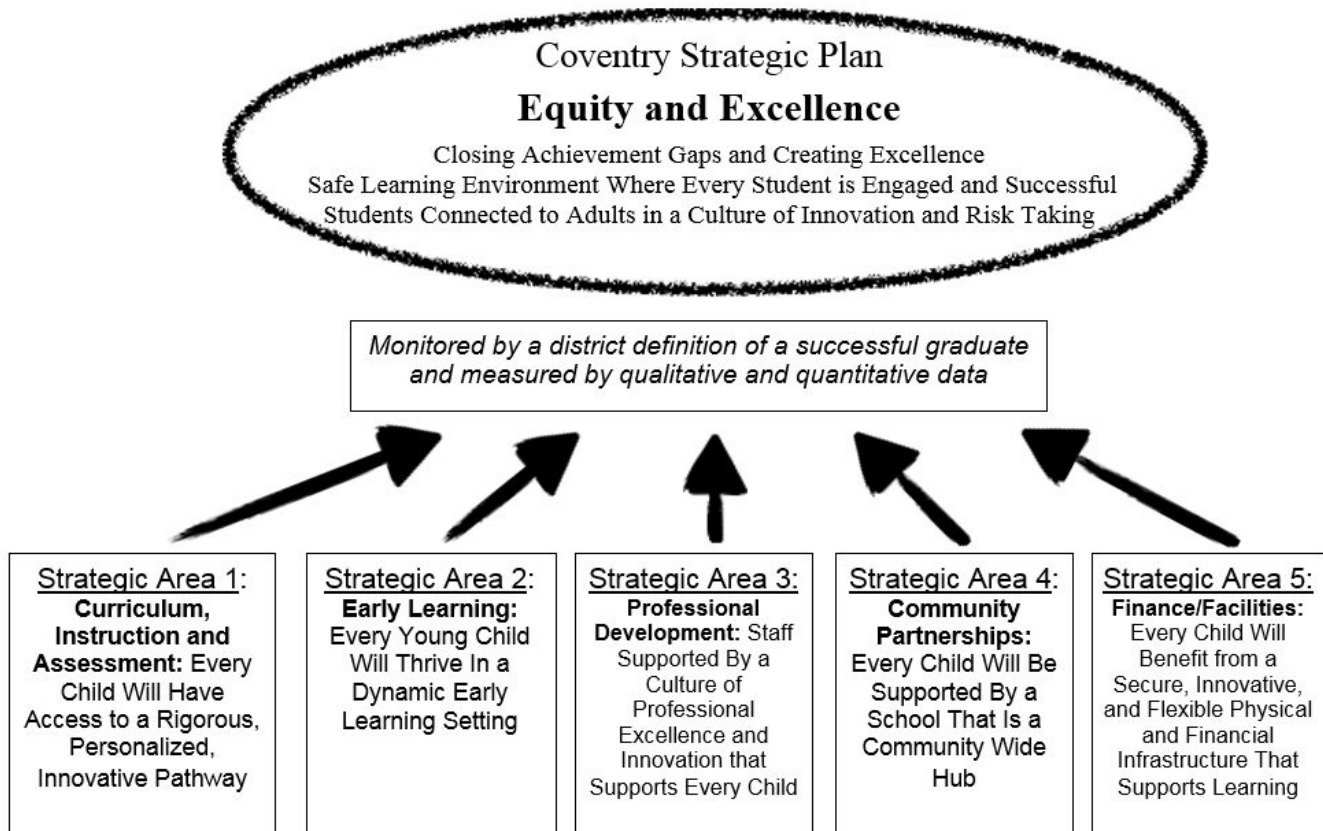 Coventry Strategic Plan
Equity and Excellence
Closing Achievement Gaps and Creating Excellence
Safe Learning Environment Where Every Student is Engaged and Successful
Students Connected to Adults in a Culture of Innovation and Risk Taking
Monitored by a district definition of a successful graduate
and measured by qualitative and quantitative data
Strategic Area 1:
Curriculum,
Instruction and
Assessment: Every
Child Will Have
Access to a Rigorous,
Personalized,
Innovative Pathway
Strategic Area 2:
Early Learning:
Every Young Child
Will Thrive In a
Dynamic Early
Learning Setting
Strategic Area 3:
Professional
Development: Staff
Supported By a
Culture of
Professional
Excellence and
Innovation that
Supports Every Child
Strategic Area 4:
Community
Partnerships:
Every Child Will Be
Supported By a
School That Is a
Community Wide
Hub
Strategic Area 5:
Finance/Facilities:
Every Child Will
Benefit from a
Secure, Innovative,
and Flexible Physical
and Financial
Infrastructure That
Supports Learning